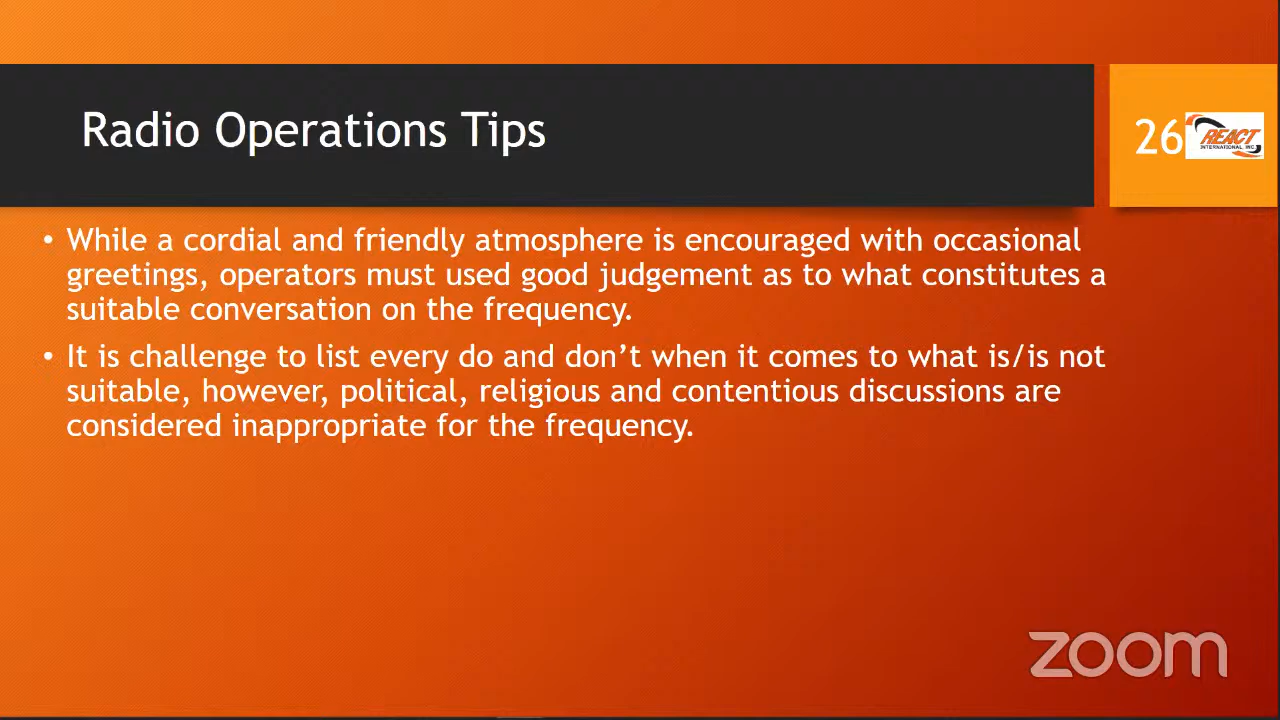 Radio Operations Tips
26
REACT
INTERNATIONAL, INC.
• While a cordial and friendly atmosphere is encouraged with occasional
greetings, operators must used good judgement as to what constitutes a
suitable conversation on the frequency.
• It is challenge to list every do and don’t when it comes to what is/is not
suitable, however, political, religious and contentious discussions are
considered inappropriate for the frequency.
zoom